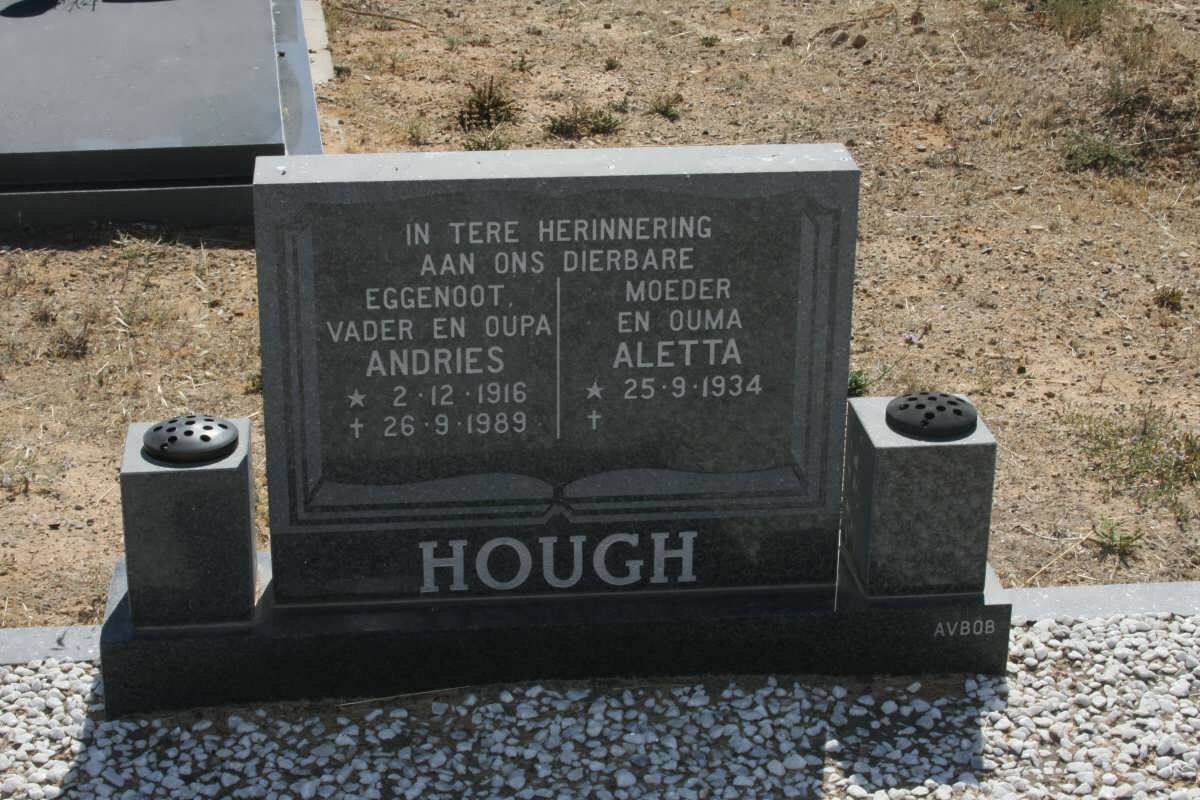 IN TERE HERINNERING
AAN ONS DIERBARE
EGGENOOT,
VADER EN OUPA
ANDRIES
★ 2·12·1916
† 26·9·1989
MOEDER
EN OUMA
ALETTA
★ 25·9·1934
†
HOUGH
AVBOB